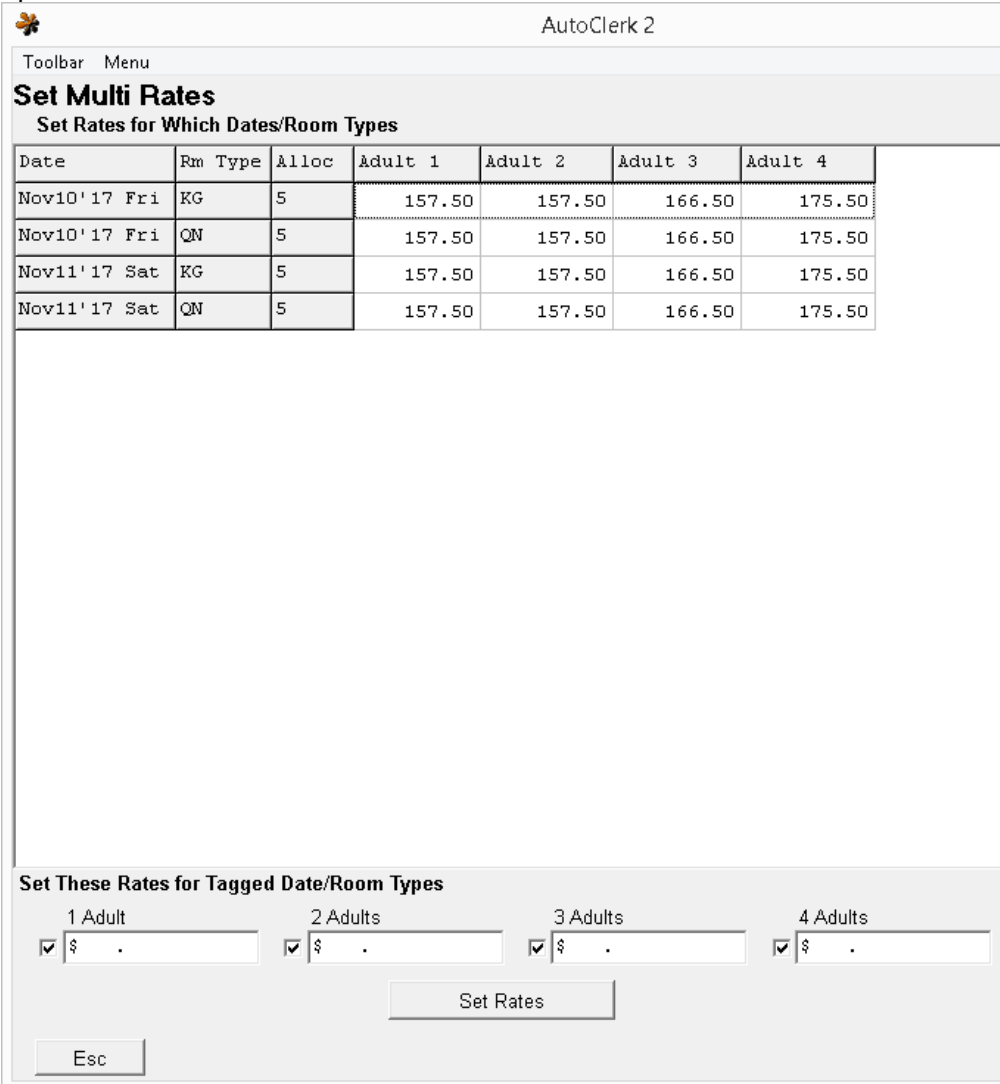 AutoClerk 2
Toolbar Menu
Set Multi Rates
Set Rates for Which Dates/Room Types
Date Rm Type Alloc Adult 1 Adult 2 Adult 3 Adult 4
Nov10'17 Fri KG 5 157.50 157.50 166.50 175.50
Nov10'17 Fri QN 5 157.50 157.50 166.50 175.50
Nov11'17 Sat KG 5 157.50 157.50 166.50 175.50
Nov11'17 Sat QN 5 157.50 157.50 166.50 175.50
Set These Rates for Tagged Date/Room Types
1 Adult 2 Adults 3 Adults 4 Adults
$ . $ . $ . $ .
Set Rates
Esc